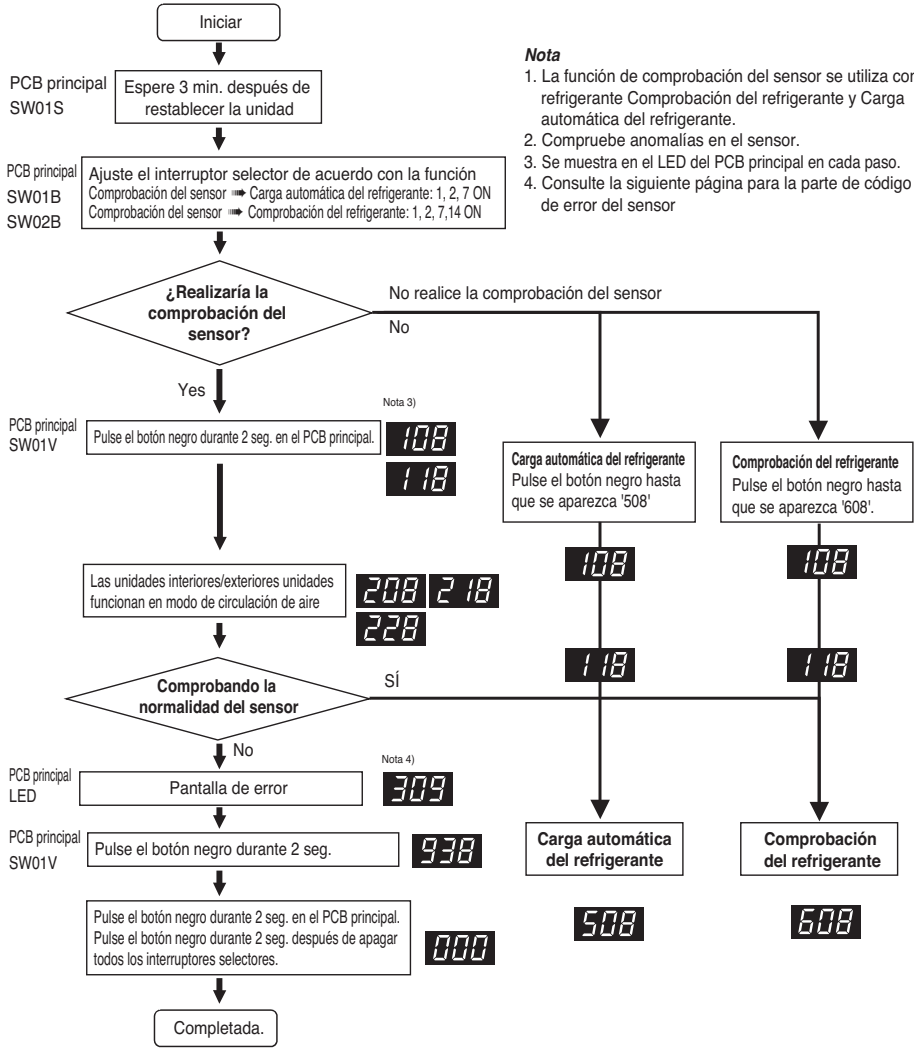 Iniciar
PCB principal
SW01S
Espere 3 min. después de
restablecer la unidad
Nota
1. La función de comprobación del sensor se utiliza con
refrigerante Comprobación del refrigerante y Carga
automática del refrigerante.
2. Compruebe anomalías en el sensor.
3. Se muestra en el LED del PCB principal en cada paso.
4. Consulte la siguiente página para la parte de código
de error del sensor
PCB principal
SW01B
SW02B
Ajuste el interruptor selector de acuerdo con la función
Comprobación del sensor ➠ Carga automática del refrigerante: 1, 2, 7 ON
Comprobación del sensor ➠ Comprobación del refrigerante: 1, 2, 7,14 ON
¿Realizaría la
comprobación del
sensor?
No realice la comprobación del sensor
No
Yes
PCB principal
SW01V
Pulse el botón negro durante 2 seg. en el PCB principal.
Nota 3)
108
118
Carga automática del refrigerante
Pulse el botón negro hasta
que se aparezca '508'
108
118
Comprobación del refrigerante
Pulse el botón negro hasta
que se aparezca '608'.
108
118
Las unidades interiores/exteriores unidades
funcionan en modo de circulación de aire
208 218
228
Comprobando la
normalidad del sensor
SÍ
No
PCB principal
LED
Pantalla de error
Nota 4)
309
PCB principal
SW01V
Pulse el botón negro durante 2 seg.
938
Carga automática
del refrigerante
508
Comprobación
del refrigerante
608
Pulse el botón negro durante 2 seg. en el PCB principal.
Pulse el botón negro durante 2 seg. después de apagar
todos los interruptores selectores.
000
Completada.